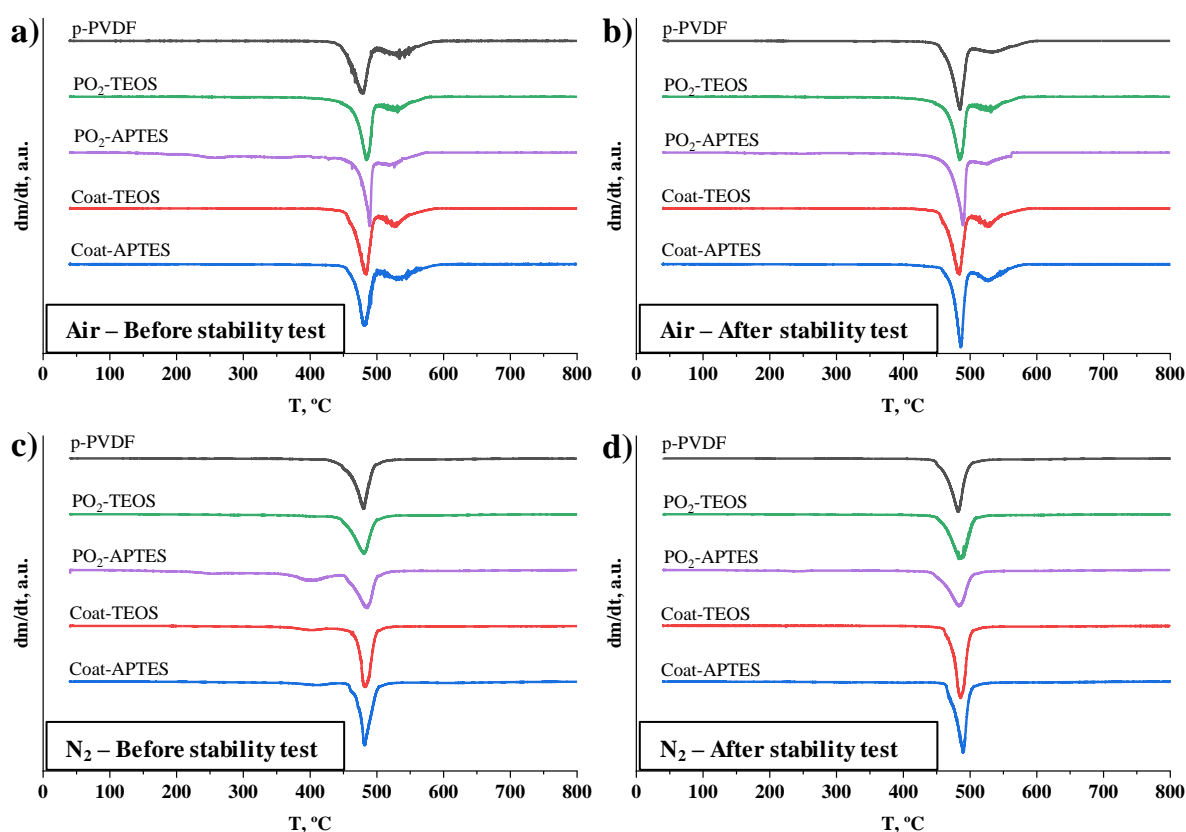 a)
p-PVDF
PO₂-TEOS
PO₂-APTES
Coat-TEOS
Coat-APTES
Air – Before stability test
dm/dt, a.u.
0 100 200 300 400 500 600 700 800
T, ºC
b)
p-PVDF
PO₂-TEOS
PO₂-APTES
Coat-TEOS
Coat-APTES
Air – After stability test
dm/dt, a.u.
0 100 200 300 400 500 600 700 800
T, ºC
c)
p-PVDF
PO₂-TEOS
PO₂-APTES
Coat-TEOS
Coat-APTES
N₂ – Before stability test
dm/dt, a.u.
0 100 200 300 400 500 600 700 800
T, ºC
d)
p-PVDF
PO₂-TEOS
PO₂-APTES
Coat-TEOS
Coat-APTES
N₂ – After stability test
dm/dt, a.u.
0 100 200 300 400 500 600 700 800
T, ºC